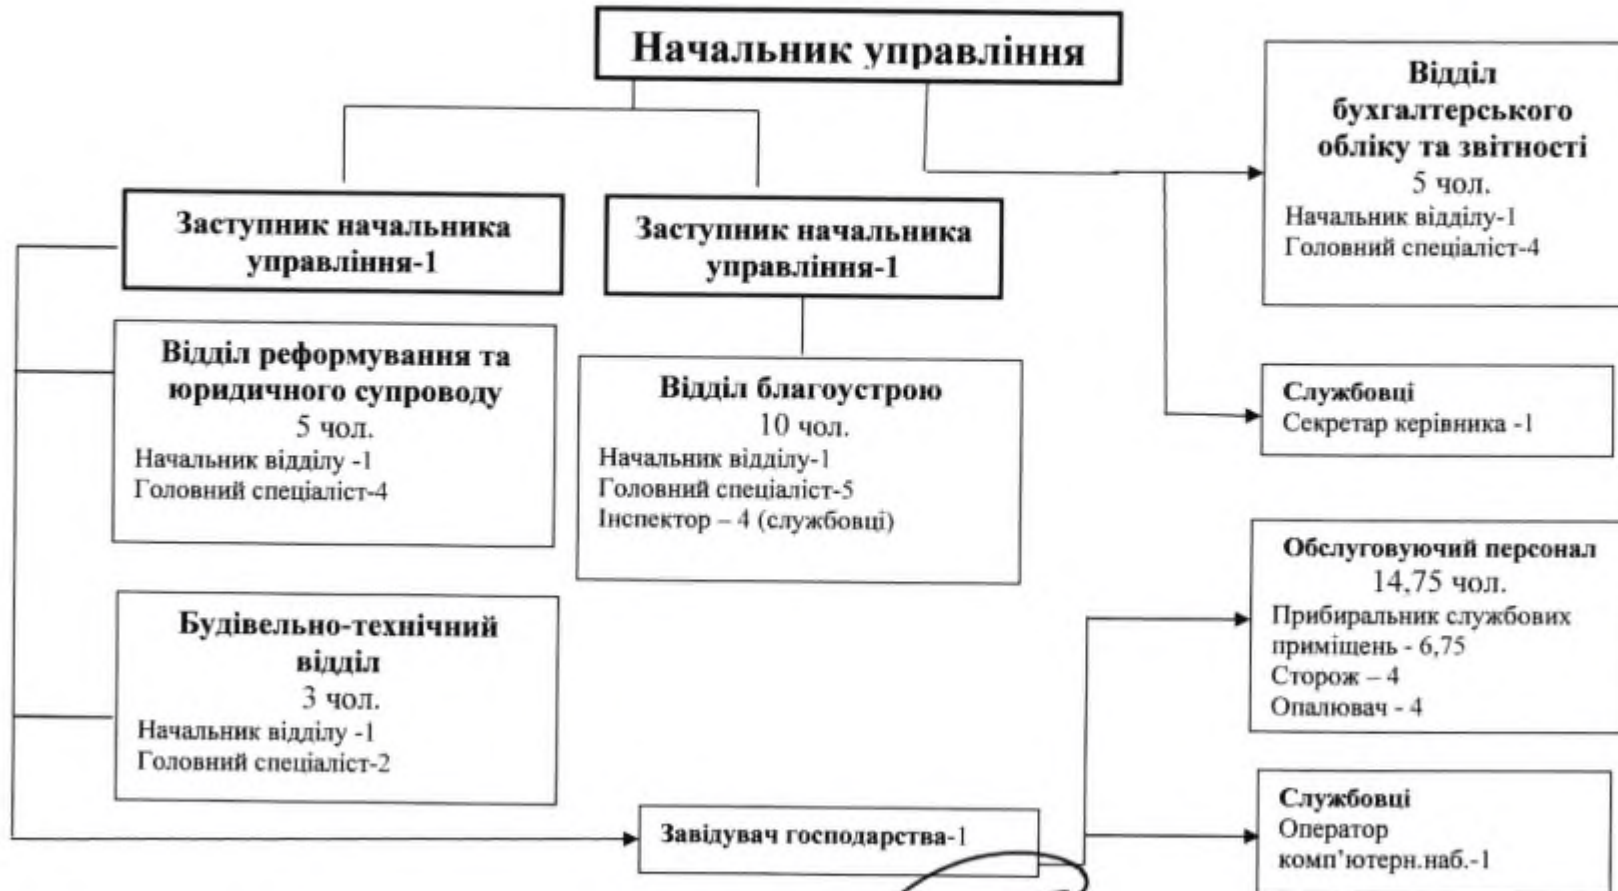 Начальник управління
Заступник начальника
управління-1
Заступник начальника
управління-1
Відділ
бухгалтерського
обліку та звітності
5 чол.
Начальник відділу-1
Головний спеціаліст-4
Відділ реформування та
юридичного супроводу
5 чол.
Начальник відділу -1
Головний спеціаліст-4
Відділ благоустрою
10 чол.
Начальник відділу-1
Головний спеціаліст-5
Інспектор – 4 (службовці)
Службовці
Секретар керівника -1
Будівельно-технічний
відділ
3 чол.
Начальник відділу -1
Головний спеціаліст-2
Обслуговуючий персонал
14,75 чол.
Прибиральник службових
приміщень - 6,75
Сторож – 4
Опалювач - 4
Завідувач господарства-1
Службовці
Оператор
комп’ютерн.наб.-1